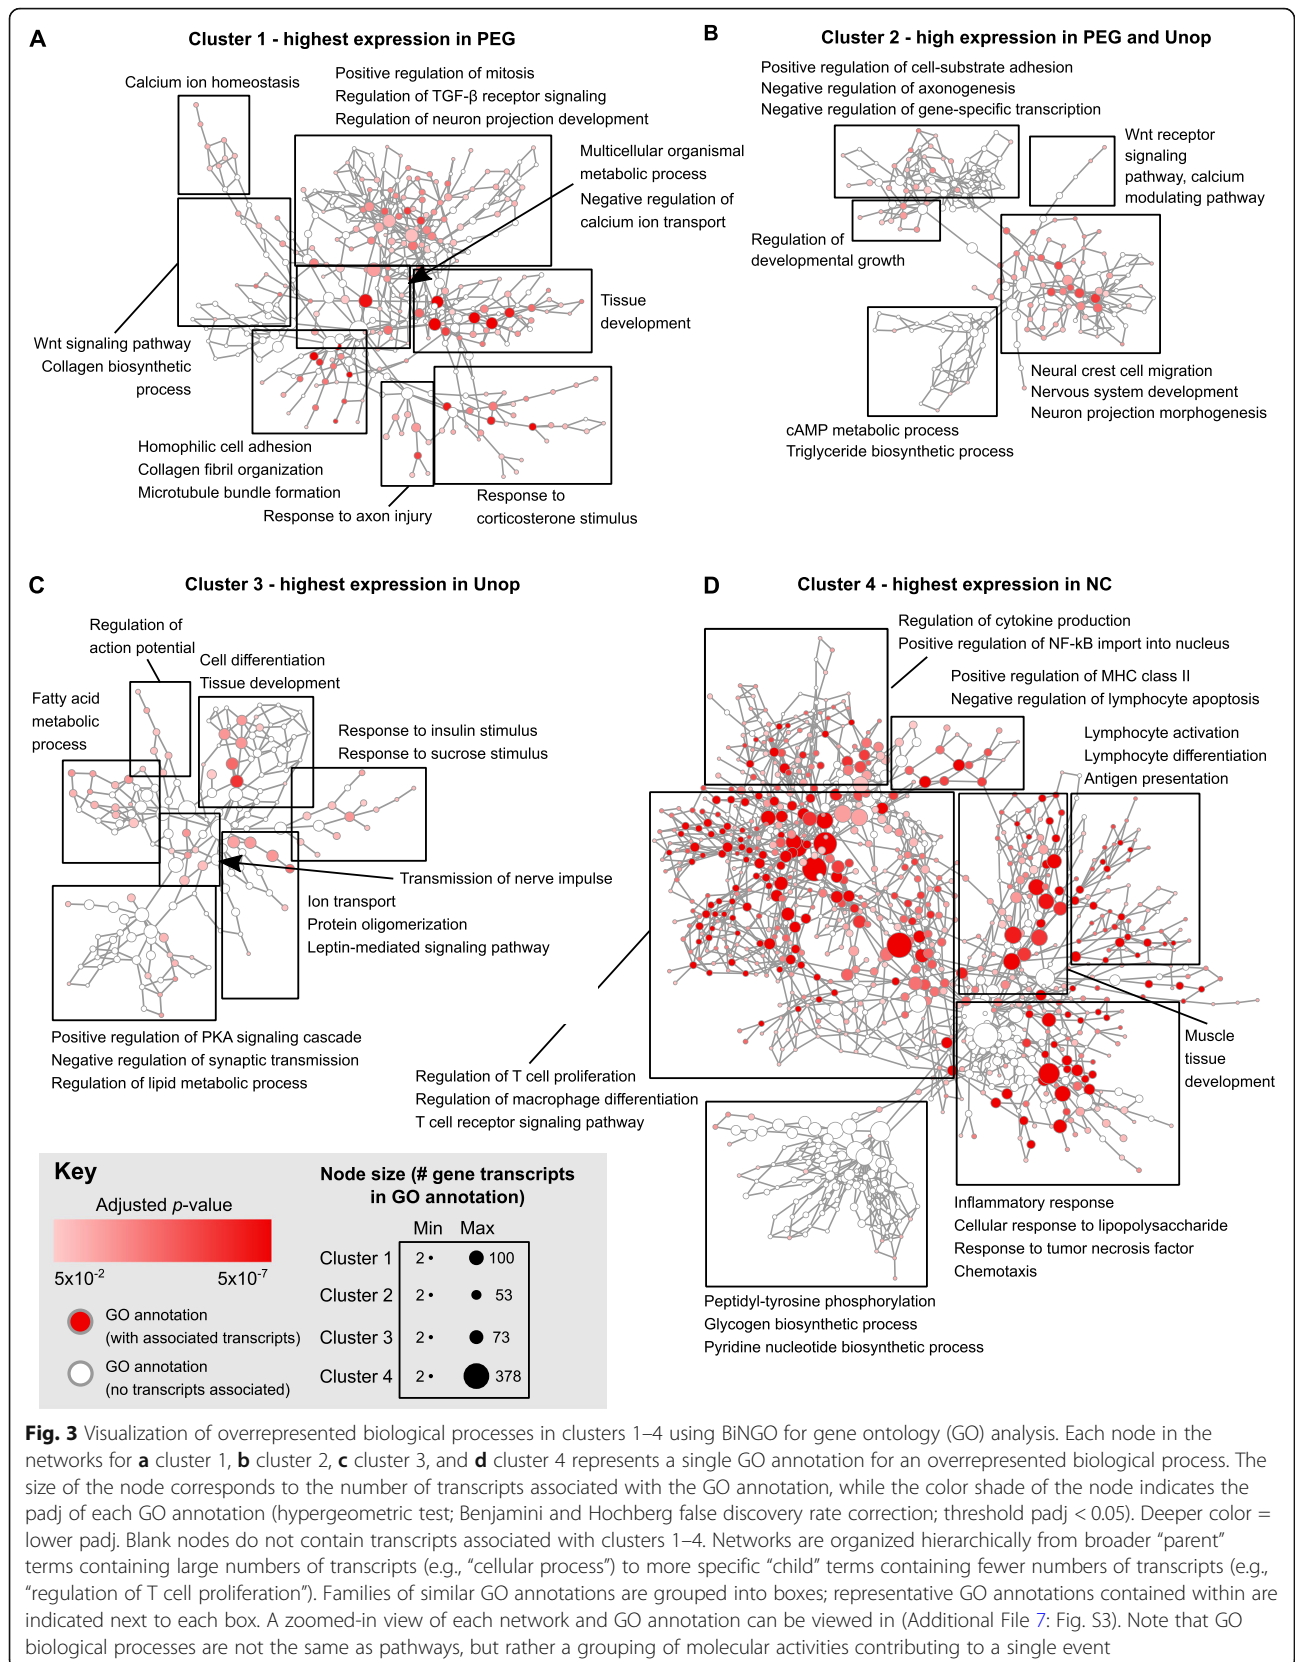 A
Cluster 1 - highest expression in PEG
Calcium ion homeostasis
Positive regulation of mitosis
Regulation of TGF-β receptor signaling
Regulation of neuron projection development
Multicellular organismal
metabolic process
Negative regulation of
calcium ion transport
Tissue
development
Wnt signaling pathway
Collagen biosynthetic
process
Homophilic cell adhesion
Collagen fibril organization
Microtubule bundle formation
Response to axon injury
Response to
corticosterone stimulus
B
Cluster 2 - high expression in PEG and Unop
Positive regulation of cell-substrate adhesion
Negative regulation of axonogenesis
Negative regulation of gene-specific transcription
Wnt receptor
signaling
pathway, calcium
modulating pathway
Regulation of
developmental growth
Neural crest cell migration
Nervous system development
Neuron projection morphogenesis
cAMP metabolic process
Triglyceride biosynthetic process
C
Cluster 3 - highest expression in Unop
Regulation of
action potential
Cell differentiation
Tissue development
Fatty acid
metabolic
process
Response to insulin stimulus
Response to sucrose stimulus
Transmission of nerve impulse
Ion transport
Protein oligomerization
Leptin-mediated signaling pathway
Positive regulation of PKA signaling cascade
Negative regulation of synaptic transmission
Regulation of lipid metabolic process
D
Cluster 4 - highest expression in NC
Regulation of cytokine production
Positive regulation of NF-kB import into nucleus
Positive regulation of MHC class II
Negative regulation of lymphocyte apoptosis
Lymphocyte activation
Lymphocyte differentiation
Antigen presentation
Muscle
tissue
development
Regulation of T cell proliferation
Regulation of macrophage differentiation
T cell receptor signaling pathway
Inflammatory response
Cellular response to lipopolysaccharide
Response to tumor necrosis factor
Chemotaxis
Peptidyl-tyrosine phosphorylation
Glycogen biosynthetic process
Pyridine nucleotide biosynthetic process
Key
Adjusted p-value
5x10-2 5x10-7
GO annotation
(with associated transcripts)
GO annotation
(no transcripts associated)
Node size (# gene transcripts
in GO annotation)
Min Max
Cluster 1 2 100
Cluster 2 2 53
Cluster 3 2 73
Cluster 4 2 378
Fig. 3 Visualization of overrepresented biological processes in clusters 1–4 using BiNGO for gene ontology (GO) analysis. Each node in the
networks for a cluster 1, b cluster 2, c cluster 3, and d cluster 4 represents a single GO annotation for an overrepresented biological process. The
size of the node corresponds to the number of transcripts associated with the GO annotation, while the color shade of the node indicates the
padj of each GO annotation (hypergeometric test; Benjamini and Hochberg false discovery rate correction; threshold padj < 0.05). Deeper color =
lower padj. Blank nodes do not contain transcripts associated with clusters 1–4. Networks are organized hierarchically from broader “parent”
terms containing large numbers of transcripts (e.g., “cellular process”) to more specific “child” terms containing fewer numbers of transcripts (e.g.,
“regulation of T cell proliferation”). Families of similar GO annotations are grouped into boxes; representative GO annotations contained within are
indicated next to each box. A zoomed-in view of each network and GO annotation can be viewed in (Additional File 7: Fig. S3). Note that GO
biological processes are not the same as pathways, but rather a grouping of molecular activities contributing to a single event